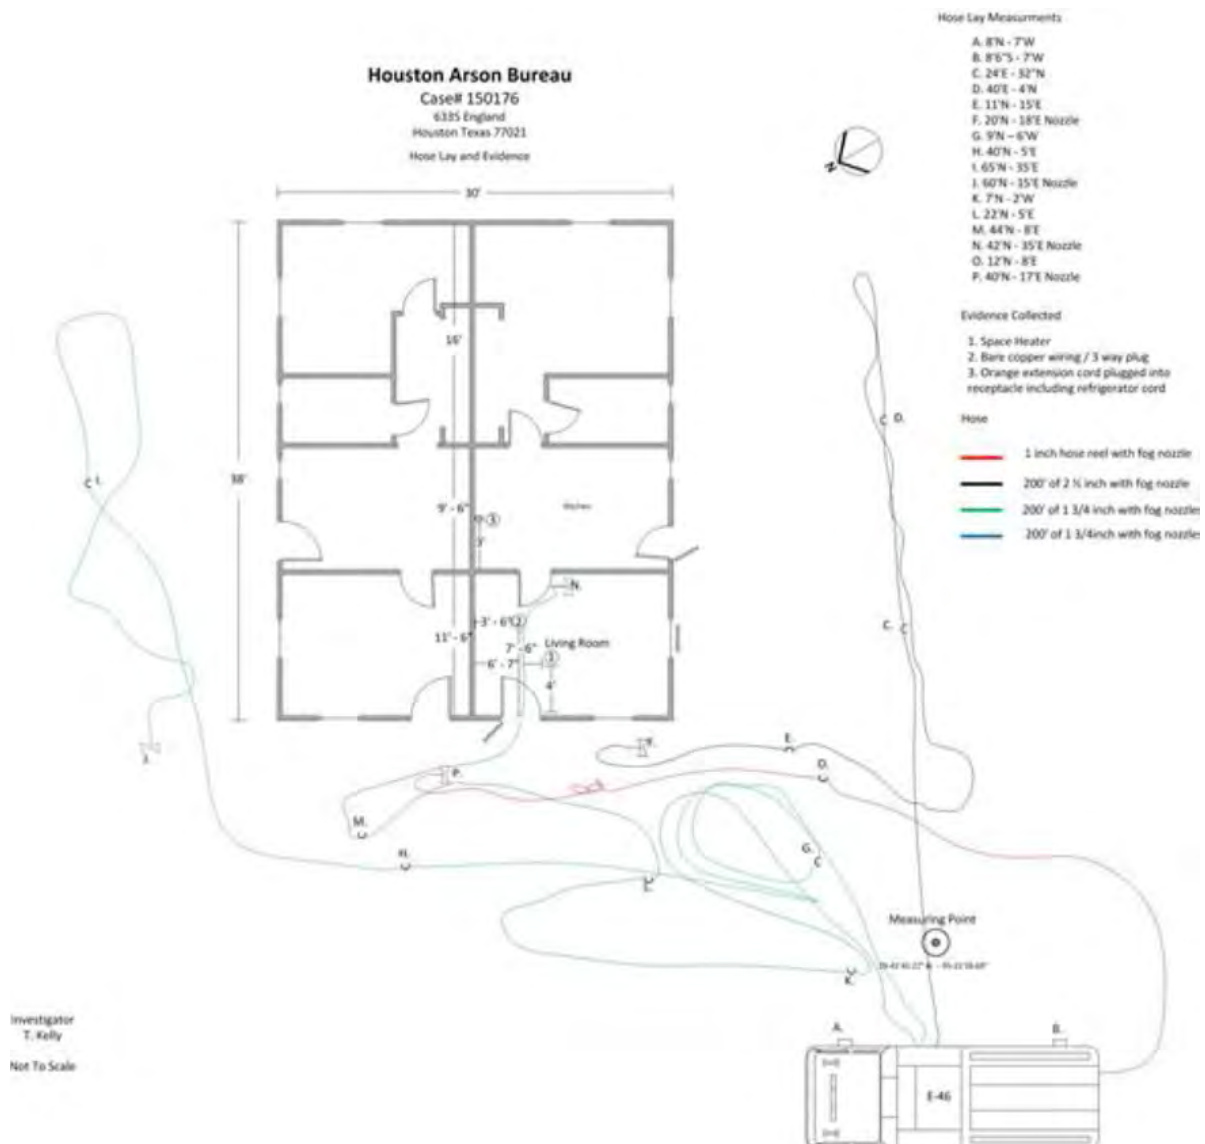 Hose Lay Measurments
A. 8'N - 7'W
B. 8'6"S - 7'W
C. 24'E - 32"N
D. 40'E - 4'N
E. 11'N - 15'E
F. 20'N - 18'E Nozzle
G. 9'N – 6'W
H. 40'N - 5'E
I. 65'N - 35'E
J. 60'N - 15'E Nozzle
K. 7'N - 2'W
L. 22'N - 5'E
M. 44'N - 8'E
N. 42'N - 35'E Nozzle
O. 12'N - 8'E
P. 40'N - 17'E Nozzle
Houston Arson Bureau
Case# 150176
6335 England
Houston Texas 77021
Hose Lay and Evidence
N
30'
Evidence Collected
1. Space Heater
2. Bare copper wiring / 3 way plug
3. Orange extension cord plugged into
receptacle including refrigerator cord
Hose
1 inch hose reel with fog nozzle
200' of 2 ½ inch with fog nozzle
200' of 1 3/4 inch with fog nozzle
200' of 1 3/4inch with fog nozzle
16'
38'
D.
I.
9' - 6"
3
Kitchen
3'
N.
C.
3' - 6"
2
11' - 6"
Living Room
7' - 6"
1
6' - 7"
4'
J.
E.
D.
P.
M.
H.
G.
L.
Measuring Point
K.
Investigator
T. Kelly
Not To Scale
A.
B.
E-46